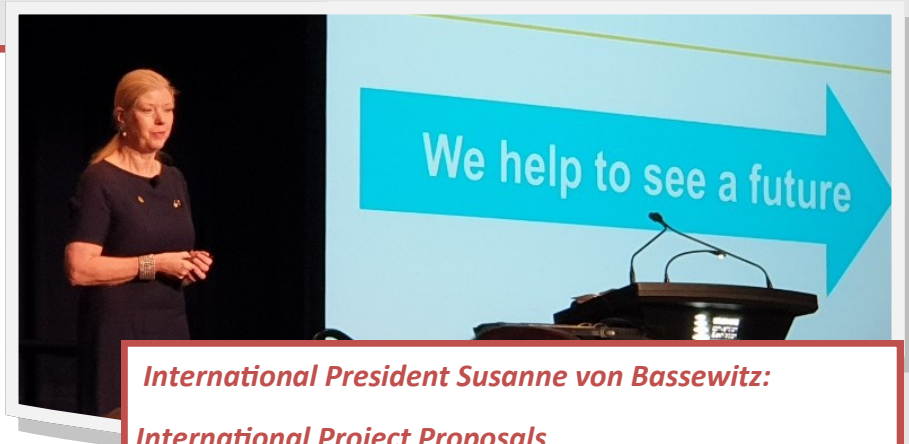 We help to see a future
International President Susanne von Bassewitz:
International Project Proposals